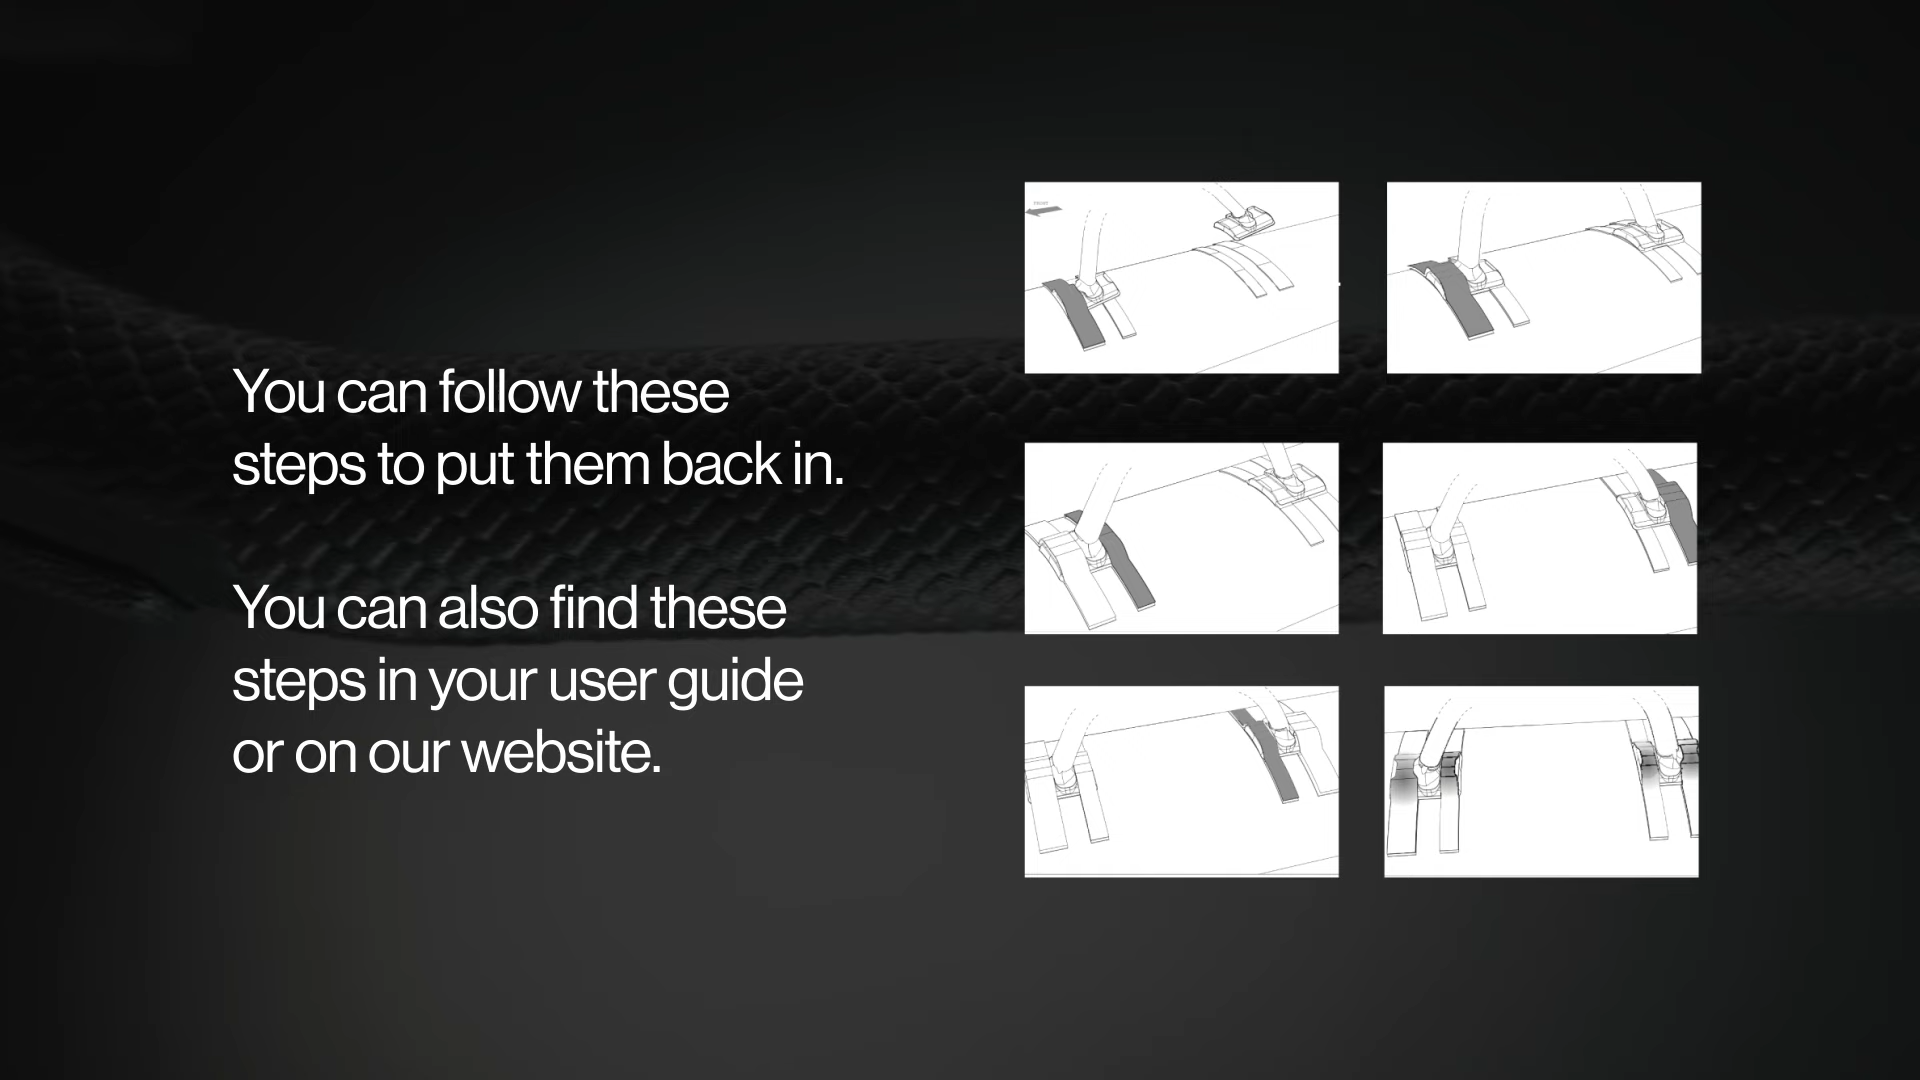 You can follow these
steps to put them back in.
You can also find these
steps in your user guide
or on our website.
FRONT